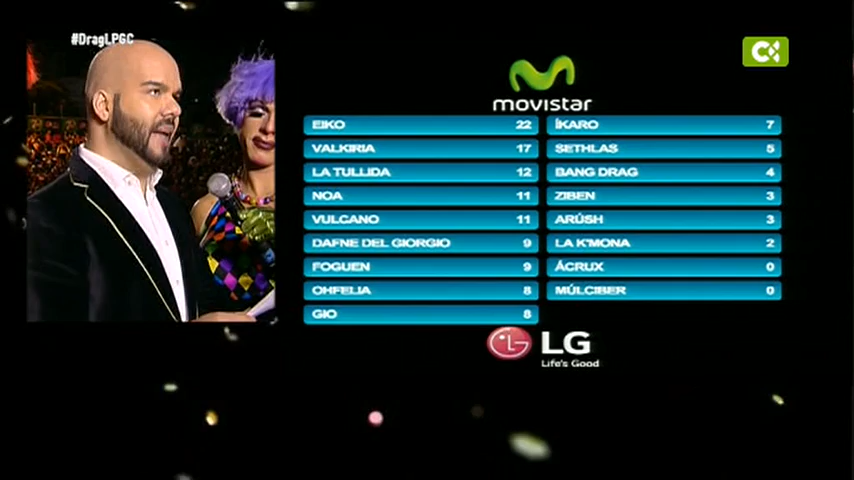 #DragLPGC
movistar
EIKO 22
VALKIRIA 17
LA TULLIDA 12
NOA 11
VULCANO 11
DAFNE DEL GIORGIO 9
FOGUEN 9
OHFELIA 8
GIO 8
ÍKARO 7
SETHLAS 5
BANG DRAG 4
ZIBEN 3
ARÚSH 3
LA K'MONA 2
ÁCRUX 0
MÚLCIBER 0
LG
Life's Good